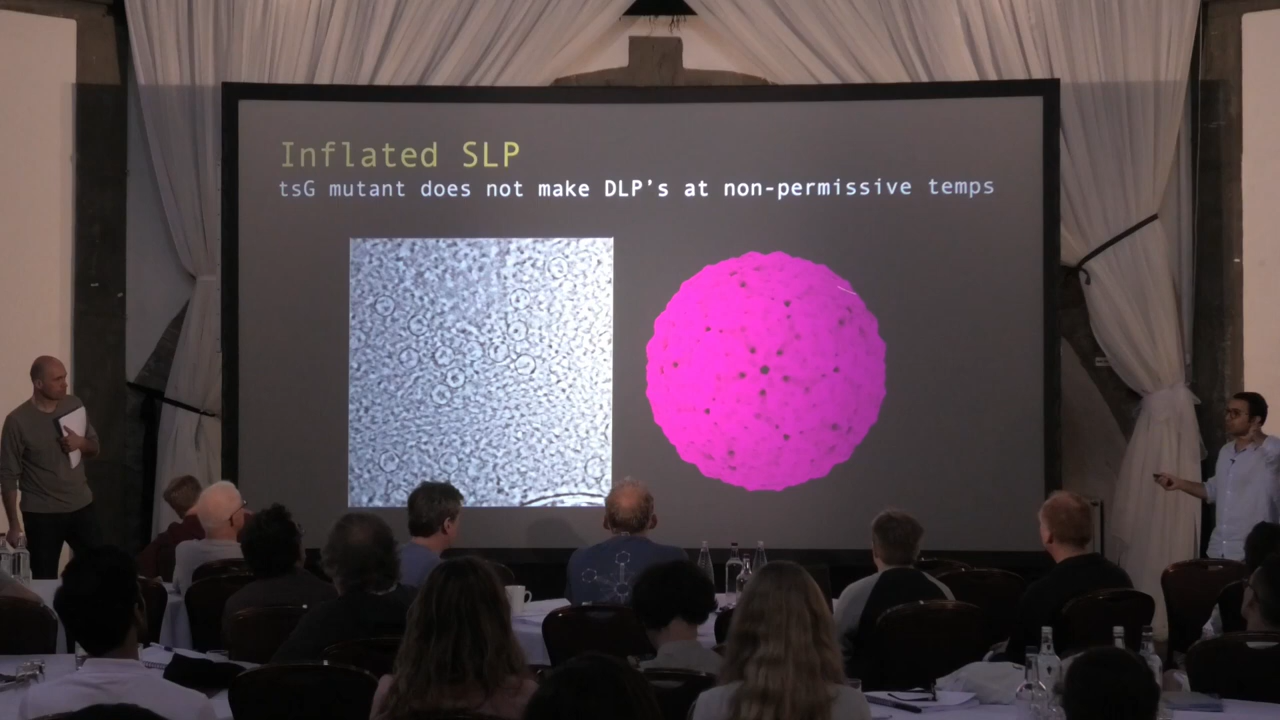 Inflated SLP
tsG mutant does not make DLP's at non-permissive temps